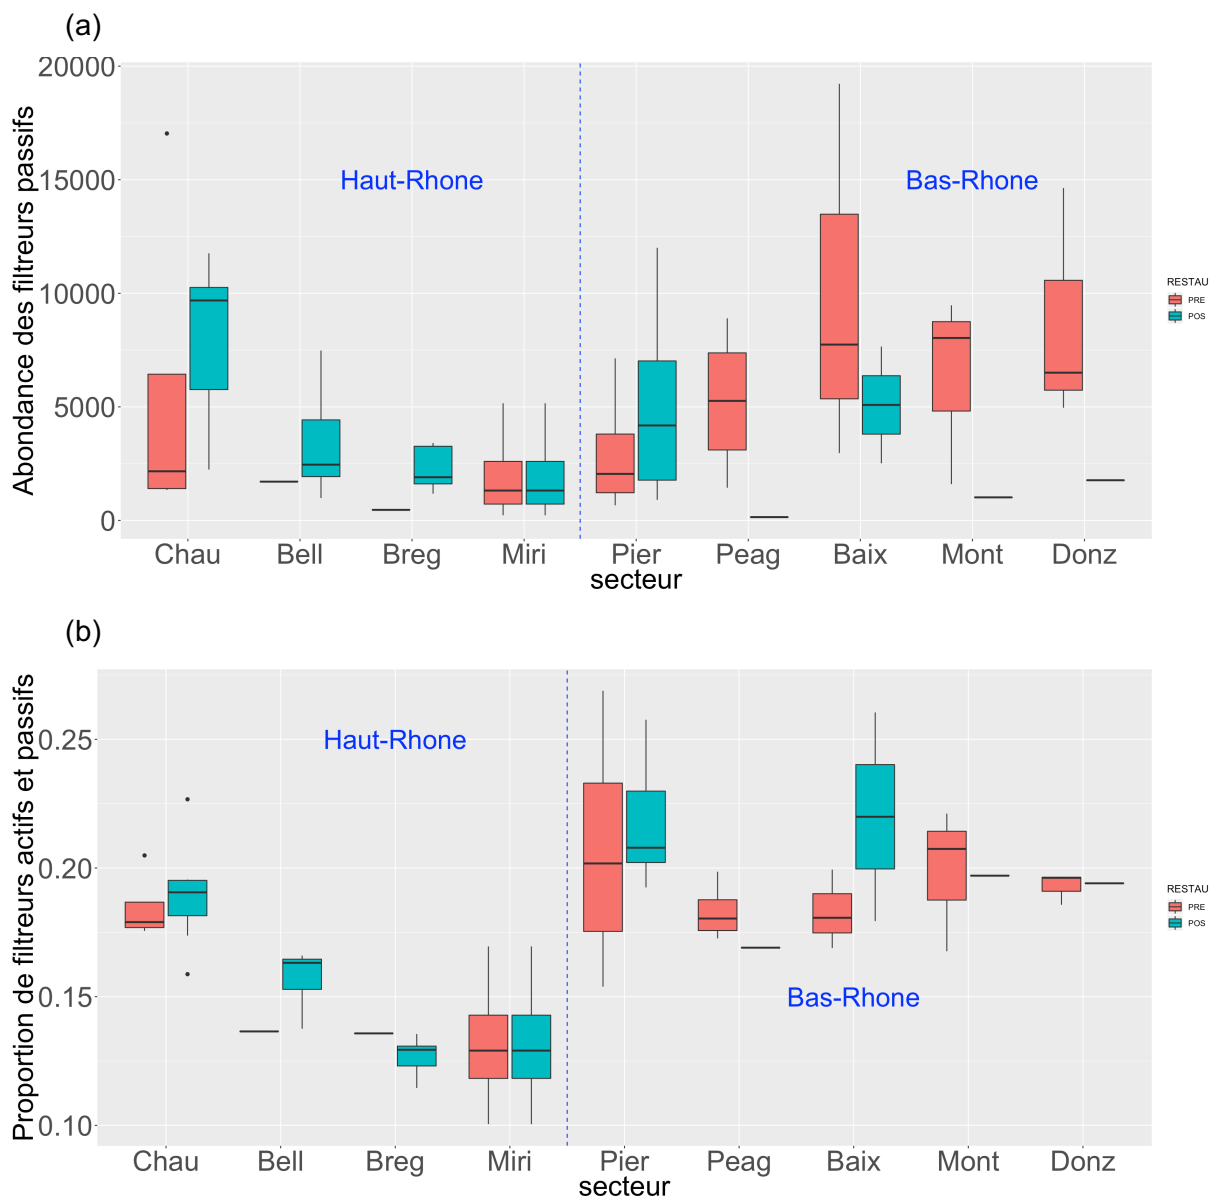 (a)
Abondance des filtreurs passifs
20000
15000
10000
5000
0
Haut-Rhone
Bas-Rhone
Chau Bell Breg Miri Pier Peag Baix Mont Donz
secteur
RESTAU
PRE
POS
(b)
Proportion de filtreurs actifs et passifs
0.25
0.20
0.15
0.10
Haut-Rhone
Bas-Rhone
Chau Bell Breg Miri Pier Peag Baix Mont Donz
secteur
RESTAU
PRE
POS